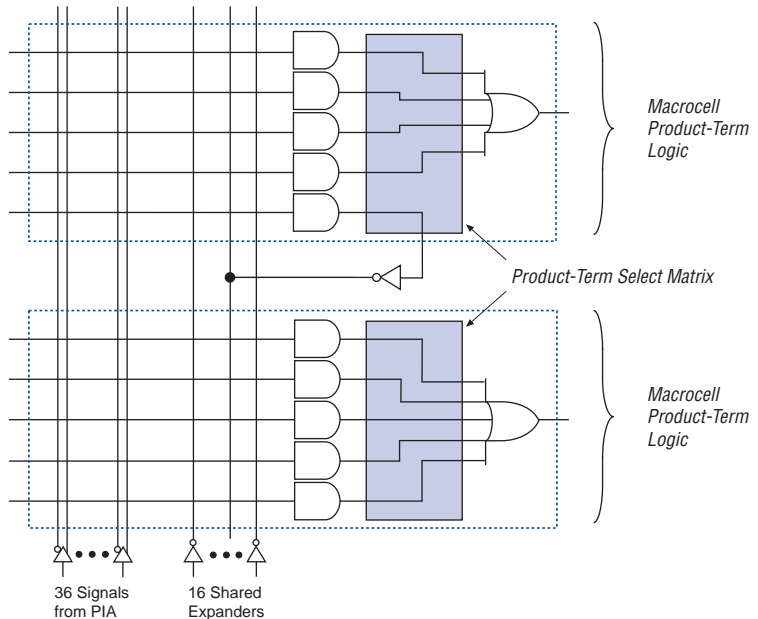 Macrocell
Product-Term
Logic
Product-Term Select Matrix
Macrocell
Product-Term
Logic
36 Signals
from PIA
16 Shared
Expanders